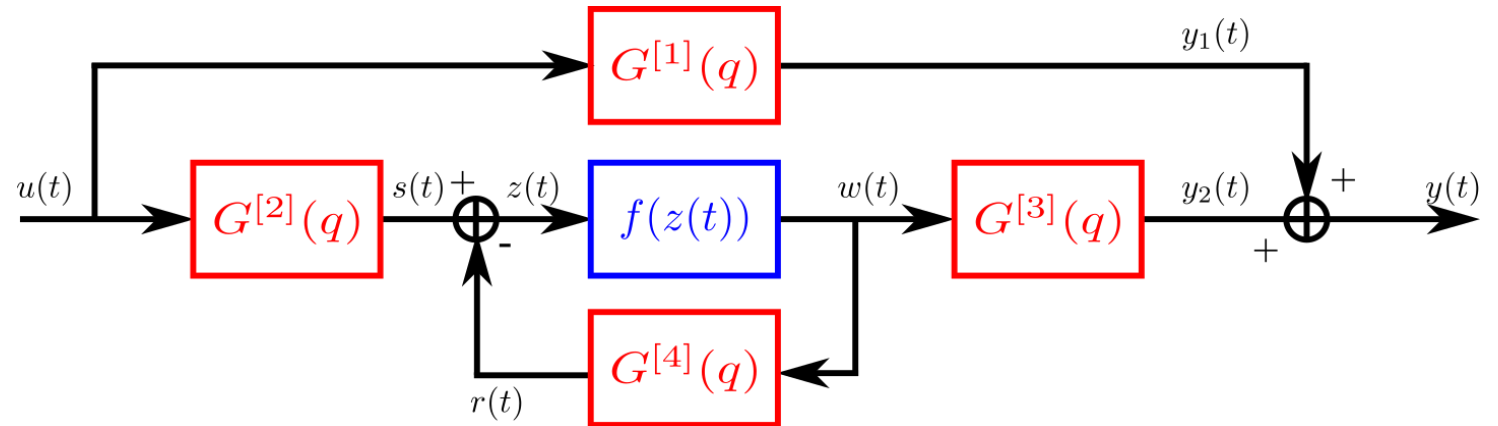 G^{[1]}(q)
y_1(t)
u(t)
G^{[2]}(q)
s(t)
+
z(t)
-
f(z(t))
w(t)
G^{[3]}(q)
y_2(t)
+
+
y(t)
G^{[4]}(q)
r(t)